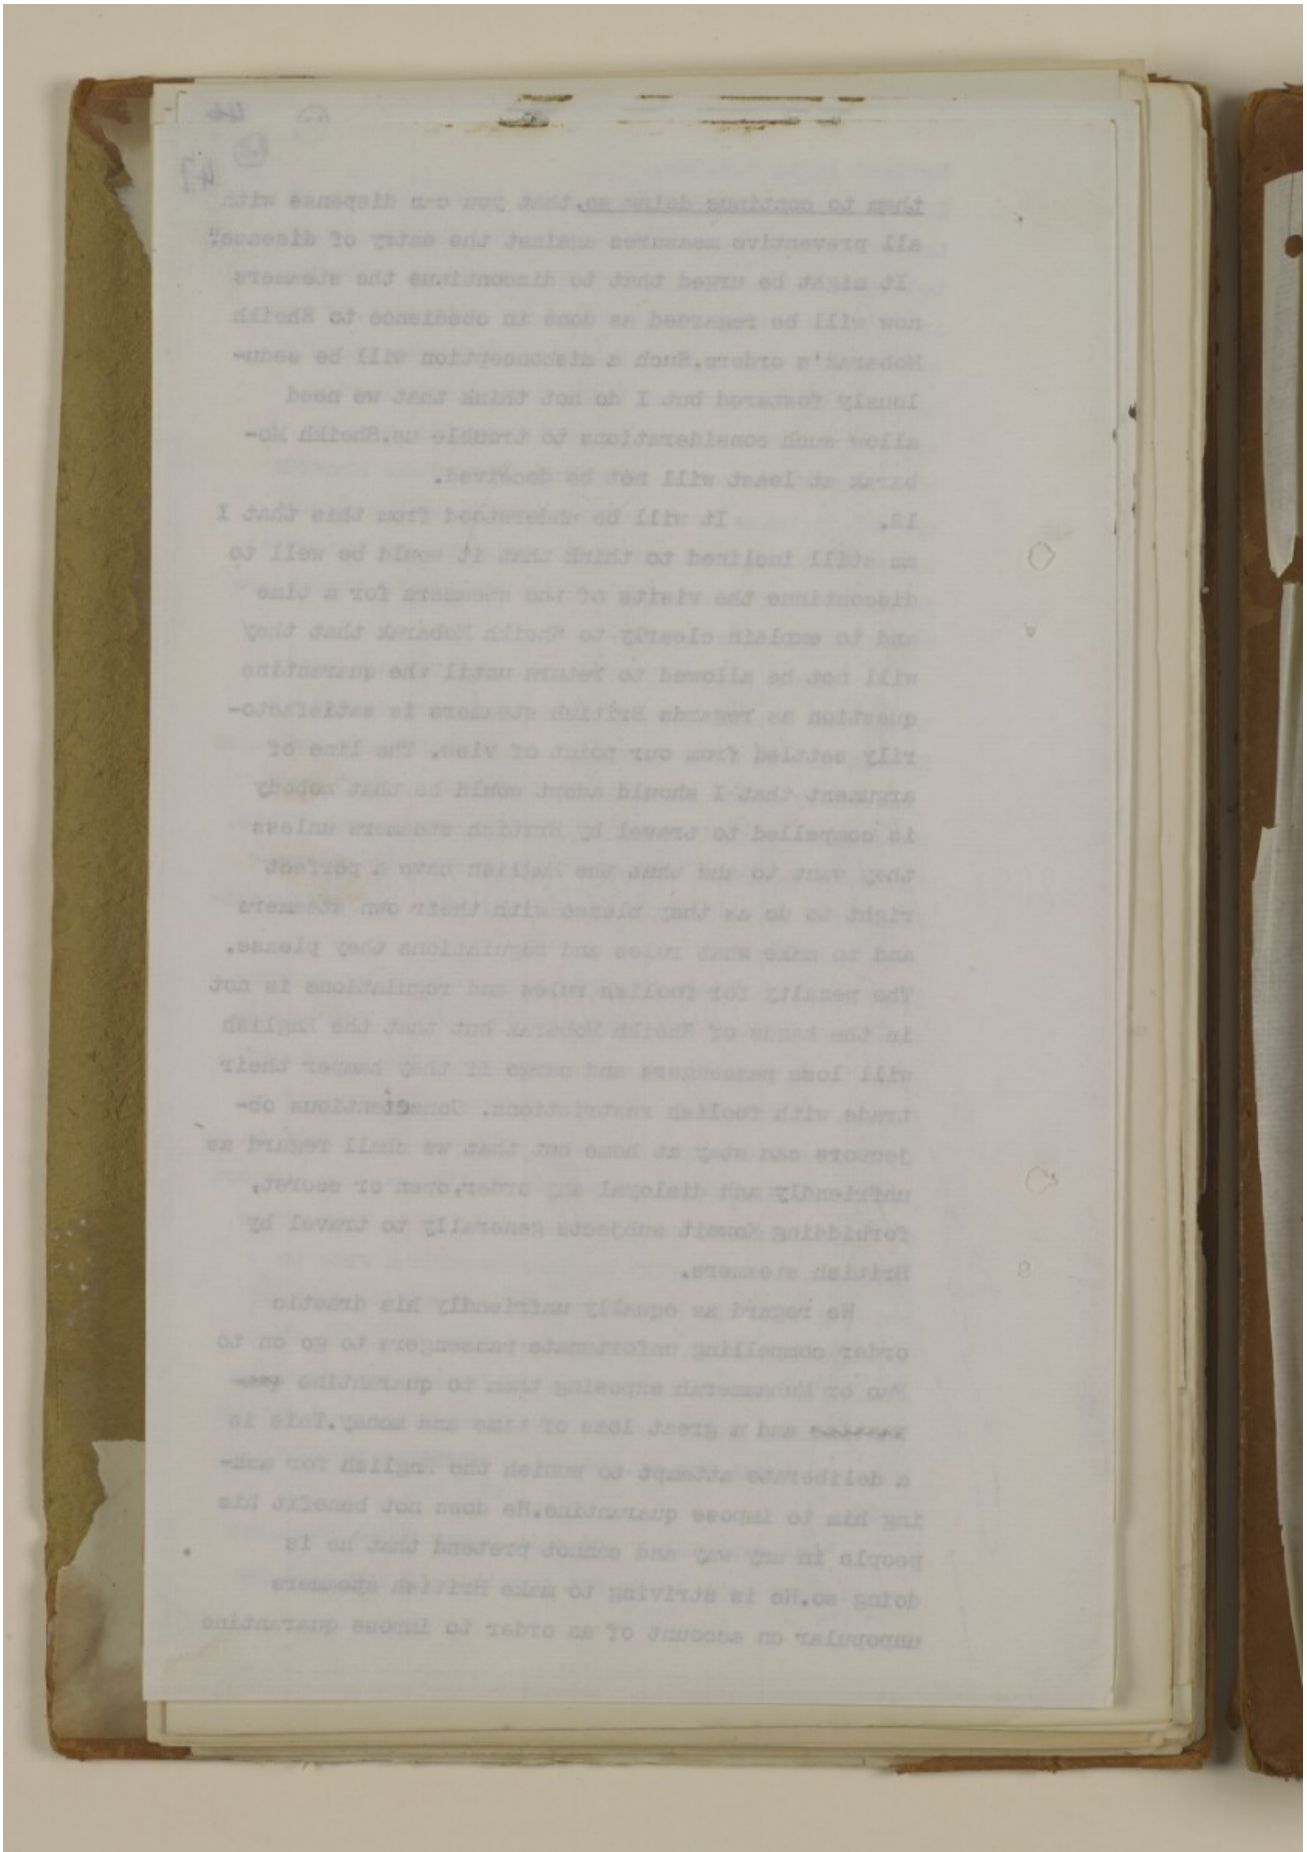 46
47
them to continue doing so, that you can dispense with
all preventive measures against the entry of disease."
It might be urged that to discontinue the steamers
now will be regarded as done in obedience to Sheikh
Mobarak's orders. Such a misconception will be sedu-
lously fostered but I do not think that we need
allow such considerations to trouble us. Sheikh Mo-
barak at least will not be deceived.
18. It will be understood from this that I
am still inclined to think that it would be well to
discontinue the visits of the steamers for a time
and to explain clearly to Sheikh Mobarak that they
will not be allowed to return until the quarantine
question as regards British steamers is satisfacto-
rily settled from our point of view. The line of
argument that I should adopt would be that nobody
is compelled to travel by British steamers unless
they want to and that the English have a perfect
right to do as they please with their own steamers
and to make what rules and regulations they please.
The penalty for foolish rules and regulations is not
in the hands of Sheikh Mobarak but that the English
will lose passengers and cargo if they hamper their
trade with foolish restrictions. Conscientious ob-
jectors can stay at home but that we shall regard as
unfriendly and disloyal any order, open or secret,
forbidding Kowait subjects generally to travel by
British steamers.
We regard as equally unfriendly his drastic
order compelling unfortunate passengers to go on to
Fao or Muhammerah exposing them to quarantine
and a great loss of time and money. This is
a deliberate attempt to punish the English for ask-
ing him to impose quarantine. He does not benefit his
people in any way and cannot pretend that he is
doing so. He is striving to make British steamers
unpopular on account of an order to impose quarantine